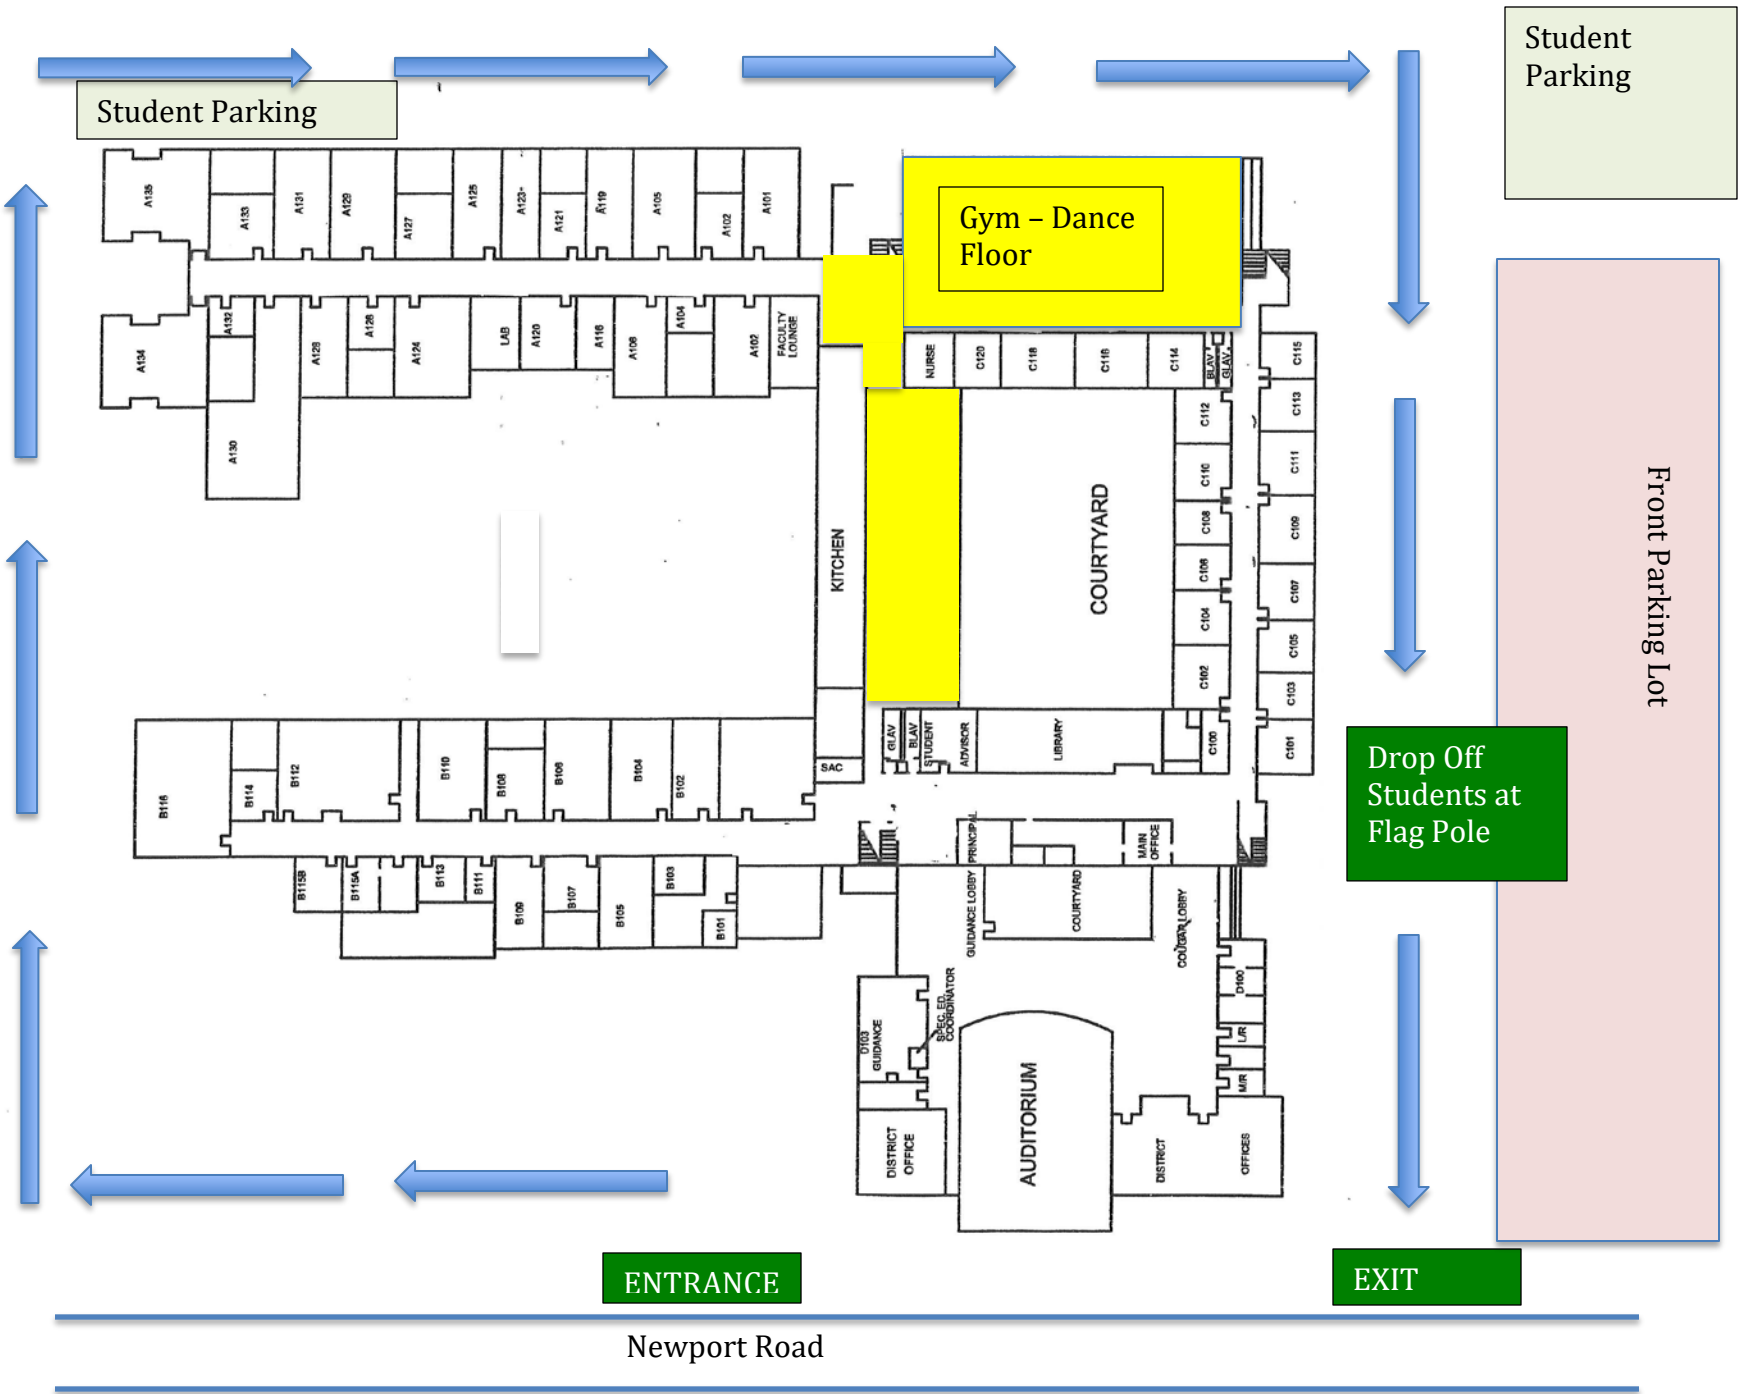 Student
Parking
Student Parking
A135
A133
A131
A129
A127
A125
A123
A121
A119
A105
A102
A101
Gym – Dance
Floor
A134
A132
A130
A128
A126
A124
LAB
A120
A116
A108
A104
A102
FACULTY
LOUNGE
NURSE
C120
C118
C116
C114
BLAV
GLAV
C115
C113
C111
C109
C107
C105
C103
C101
C112
C110
C108
C106
C104
C102
C100
KITCHEN
COURTYARD
Front Parking Lot
GLAV
BLAV
STUDENT
ADVISOR
LIBRARY
SAC
Drop Off
Students at
Flag Pole
B116
B114
B112
B110
B108
B106
B104
B102
B115B
B115A
B113
B111
B109
B107
B105
B103
B101
PRINCIPAL
MAIN
OFFICE
GUIDANCE LOBBY
COURTYARD
COUGAR LOBBY
D100
L/R
M/R
D103
GUIDANCE
SPEC. ED.
COORDINATOR
DISTRICT
OFFICE
AUDITORIUM
DISTRICT
OFFICES
ENTRANCE
EXIT
Newport Road